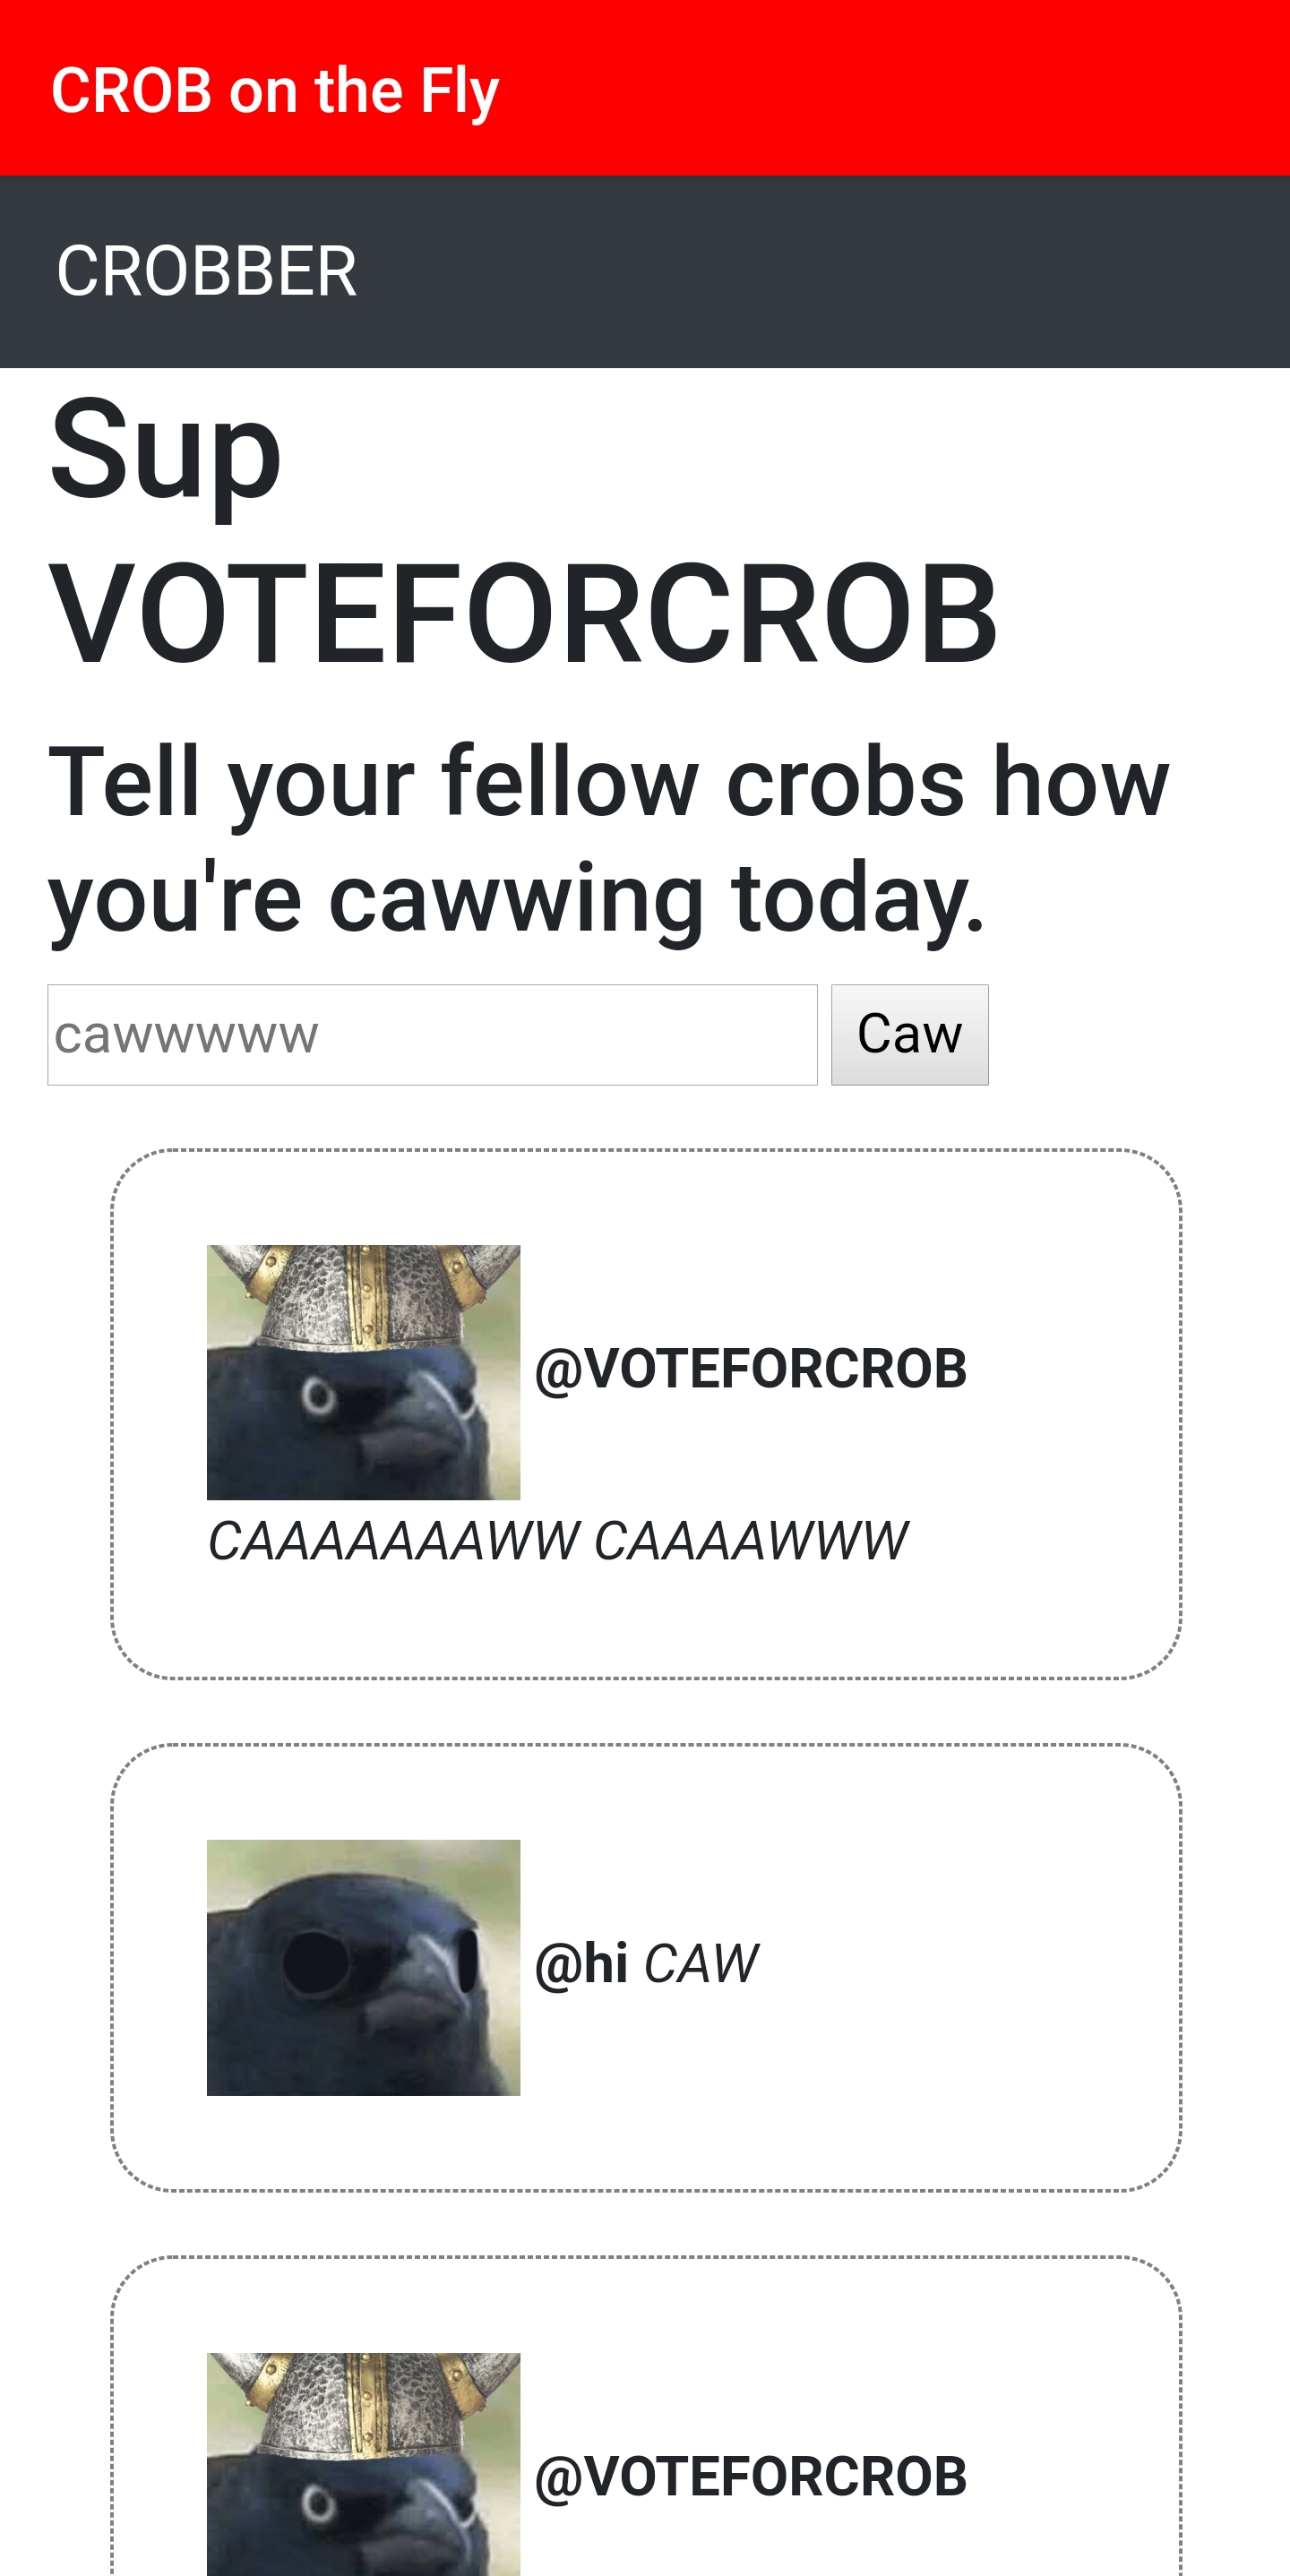 CROB on the Fly
CROBBER
Sup
VOTEFORCROB
Tell your fellow crobs how
you're cawwing today.
cawwwww Caw
@VOTEFORCROB
CAAAAAAAWW CAAAAWWW
@hi CAW
@VOTEFORCROB